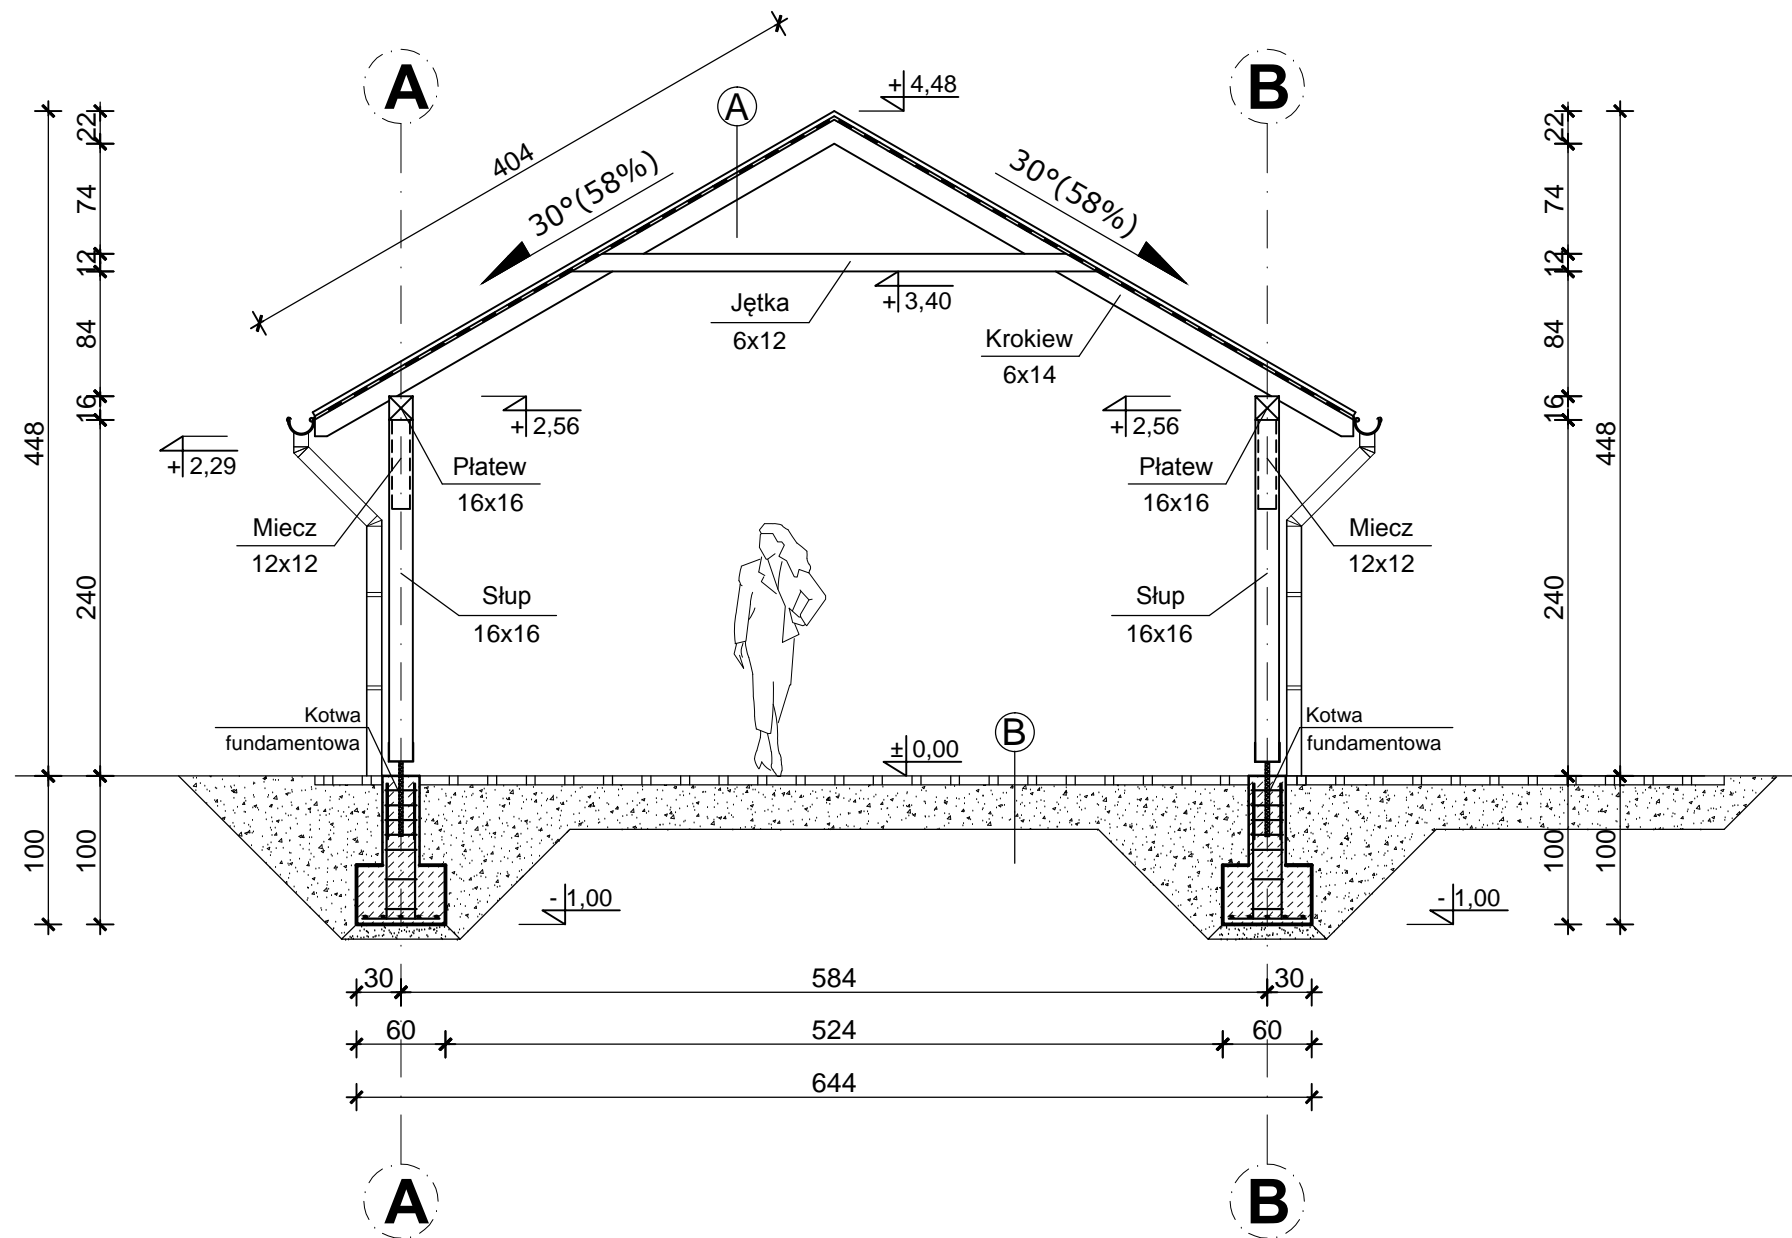 A
B
404
A
+4,48
22
74
12
84
16
448
240
100
100
30°(58%)
30°(58%)
22
74
12
84
16
448
240
100
100
Jętka
6x12
+3,40
Krokiew
6x14
+2,56
+2,56
+2,29
Płatew
16x16
Płatew
16x16
Miecz
12x12
Miecz
12x12
Słup
16x16
Słup
16x16
Kotwa
fundamentowa
±0,00
B
Kotwa
fundamentowa
-1,00
-1,00
30 584 30
60 524 60
644
A
B